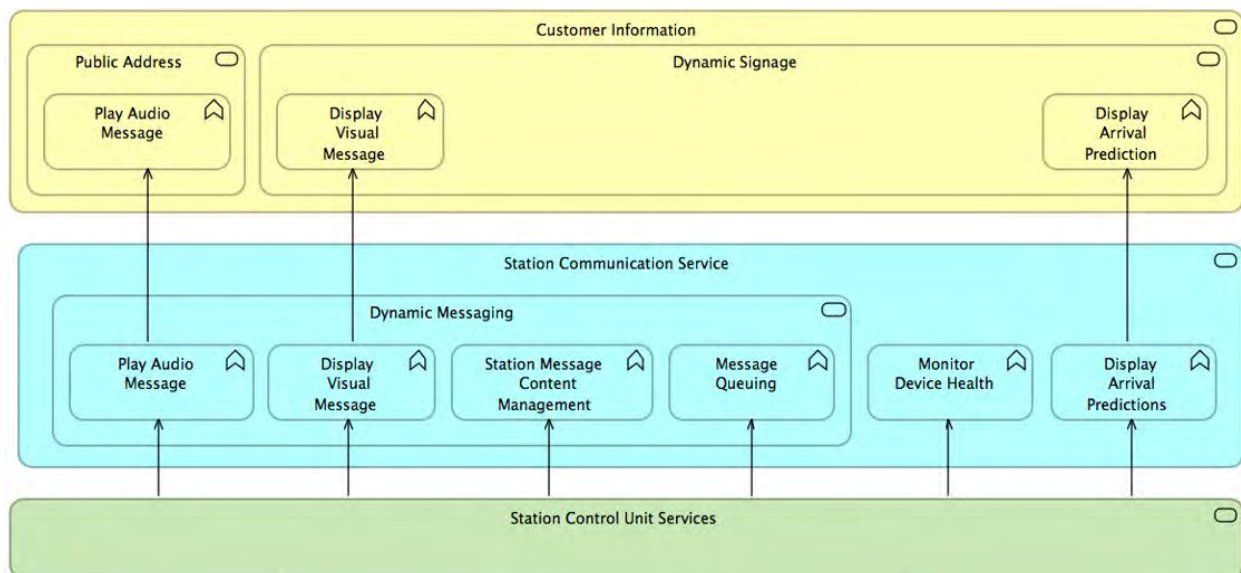 Customer Information
Public Address
Dynamic Signage
Play Audio
Message
Display
Visual
Message
Display
Arrival
Prediction
Station Communication Service
Dynamic Messaging
Play Audio
Message
Display
Visual
Message
Station Message
Content
Management
Message
Queuing
Monitor
Device Health
Display
Arrival
Predictions
Station Control Unit Services